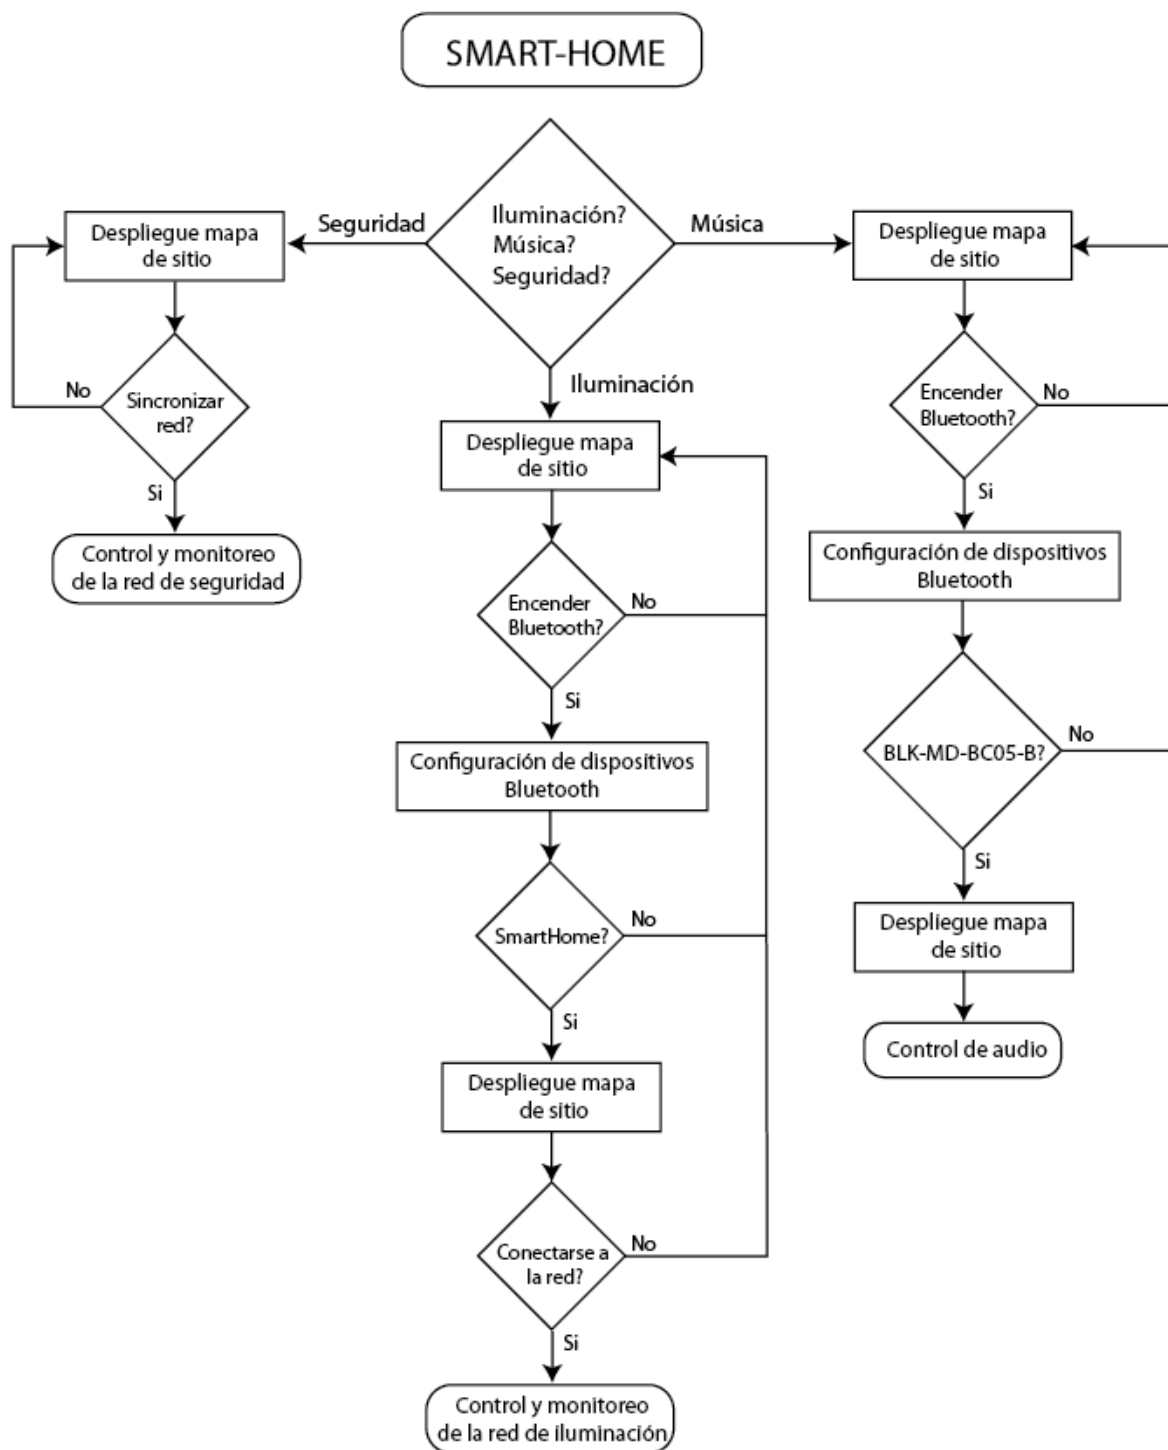 SMART-HOME
Iluminación?
Música?
Seguridad?
Seguridad
Música
Iluminación
Despliegue mapa
de sitio
Sincronizar
red?
No
Si
Control y monitoreo
de la red de seguridad
Despliegue mapa
de sitio
Encender
Bluetooth?
No
Si
Configuración de dispositivos
Bluetooth
SmartHome?
No
Si
Despliegue mapa
de sitio
Conectarse a
la red?
No
Si
Control y monitoreo
de la red de iluminación
Despliegue mapa
de sitio
Encender
Bluetooth?
No
Si
Configuración de dispositivos
Bluetooth
BLK-MD-BC05-B?
No
Si
Despliegue mapa
de sitio
Control de audio